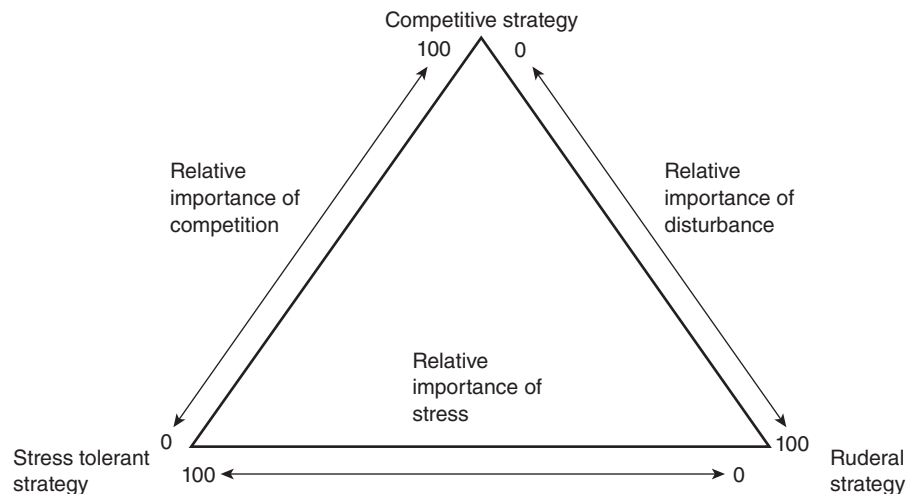 Competitive strategy
100
0
Relative
importance of
competition
Relative
importance of
disturbance
Relative
importance of
stress
0
100
Stress tolerant
strategy
100
0
Ruderal
strategy